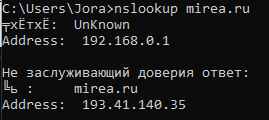 C:\Users\Jora>nslookup mirea.ru
╤хЁтхЁ:  UnKnown
Address:  192.168.0.1

Не заслуживающий доверия ответ:
╚ь :     mirea.ru
Address:  193.41.140.35